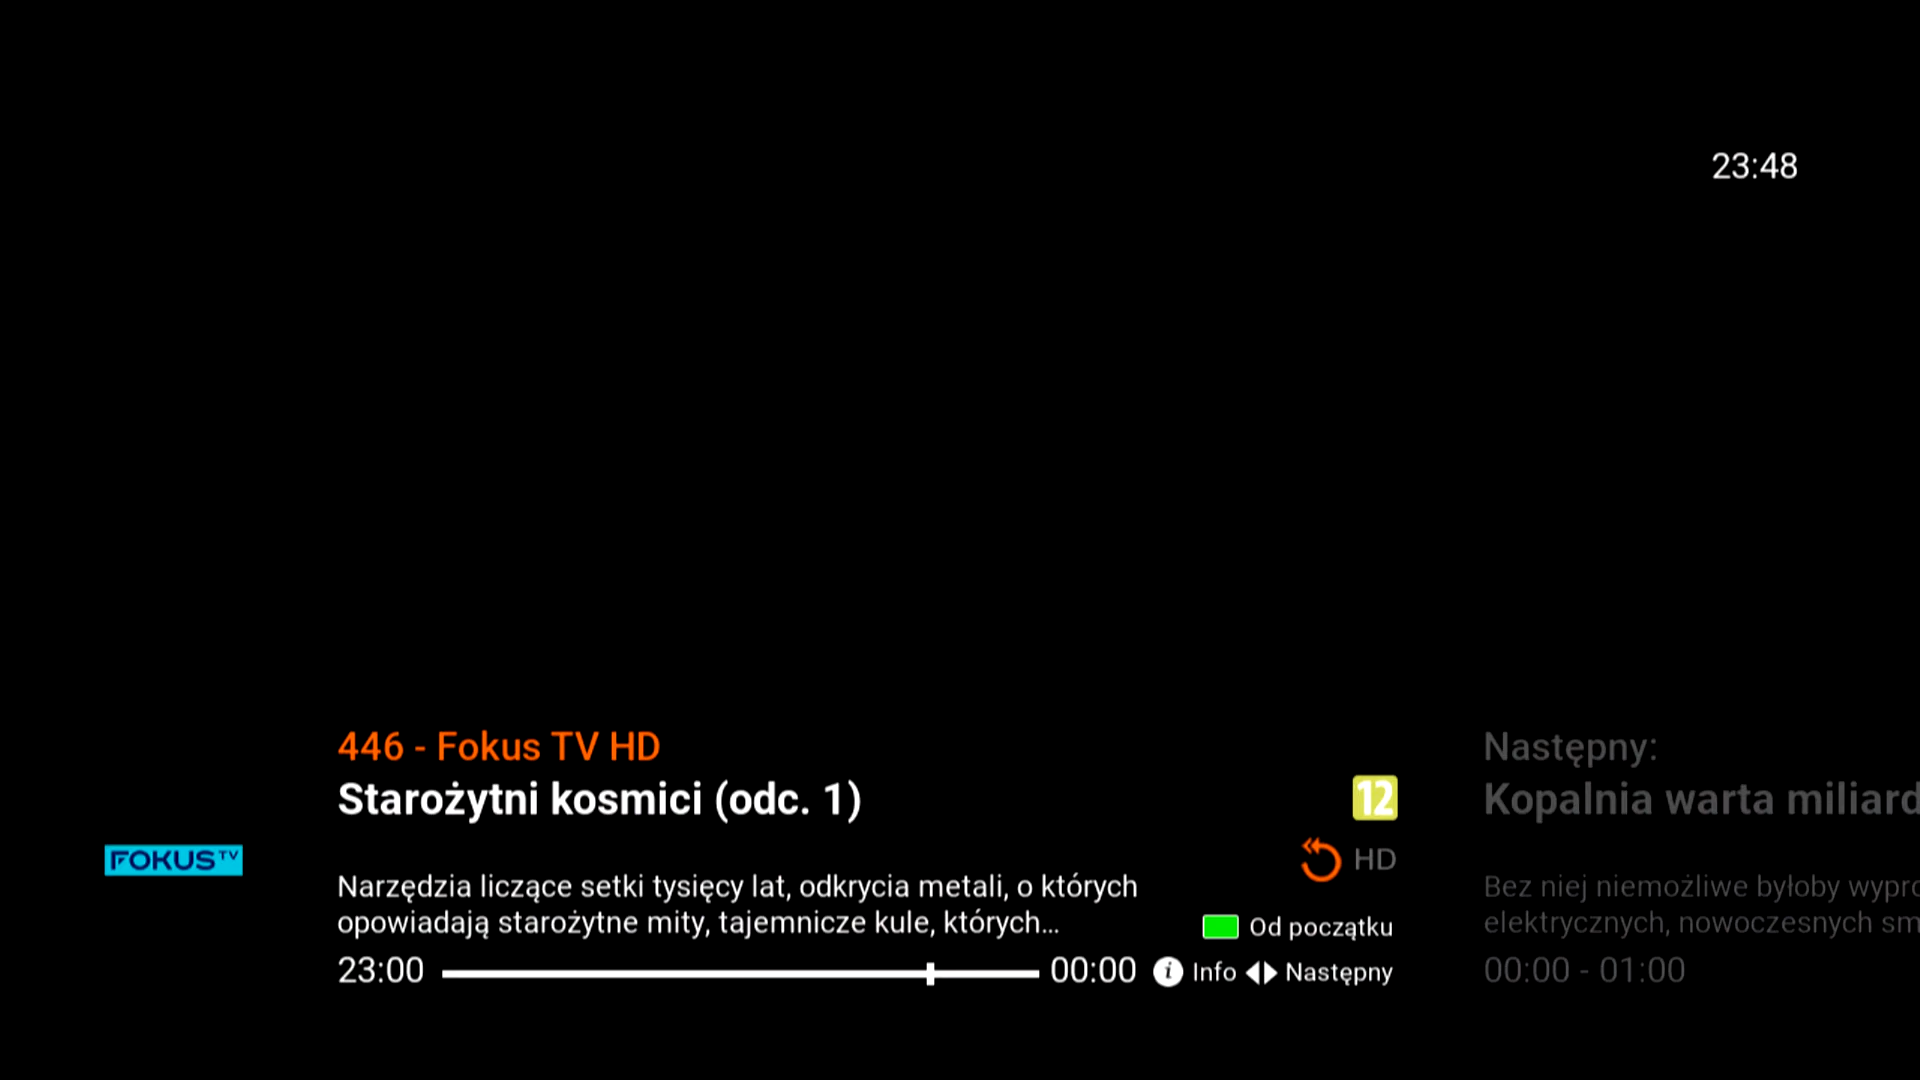 23:48
446 - Fokus TV HD
Starożytni kosmici (odc. 1)
12
FOKUS TV
HD
Narzędzia liczące setki tysięcy lat, odkrycia metali, o których
opowiadają starożytne mity, tajemnicze kule, których…
Od początku
23:00
00:00
Info
Następny
Następny:
Kopalnia warta miliard
Bez niej niemożliwe byłoby wypro
elektrycznych, nowoczesnych sm
00:00 - 01:00